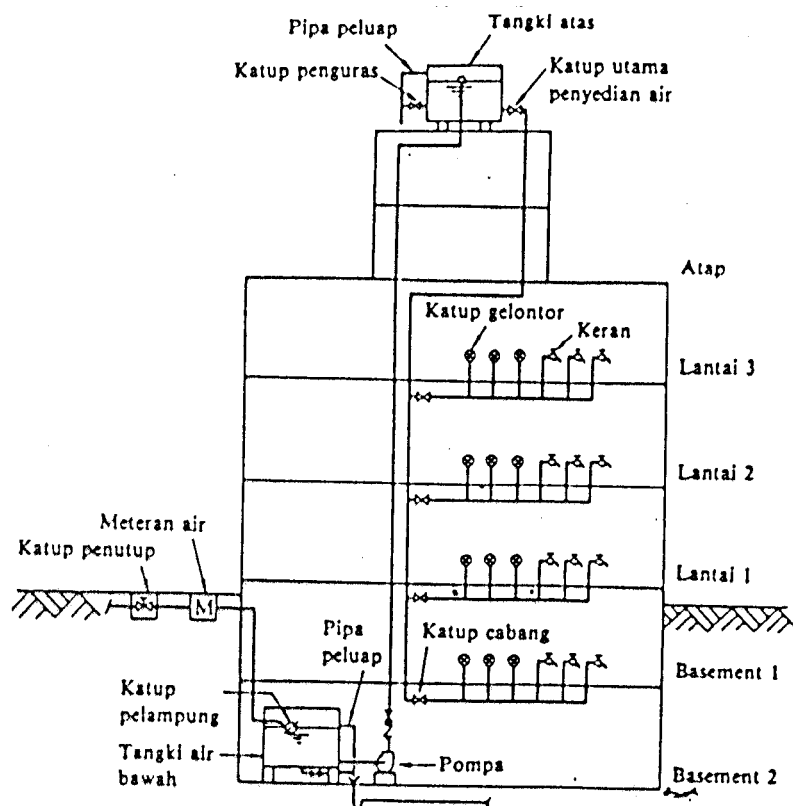 Pipa peluap
Tangki atas
Katup penguras
Katup utama
penyedian air
Atap
Katup gelontor
Keran
Lantai 3
Lantai 2
Meteran air
Katup penutup
Lantai 1
M
Pipa
peluap
Katup cabang
Basement 1
Katup
pelampung
Tangki air
bawah
Pompa
Basement 2